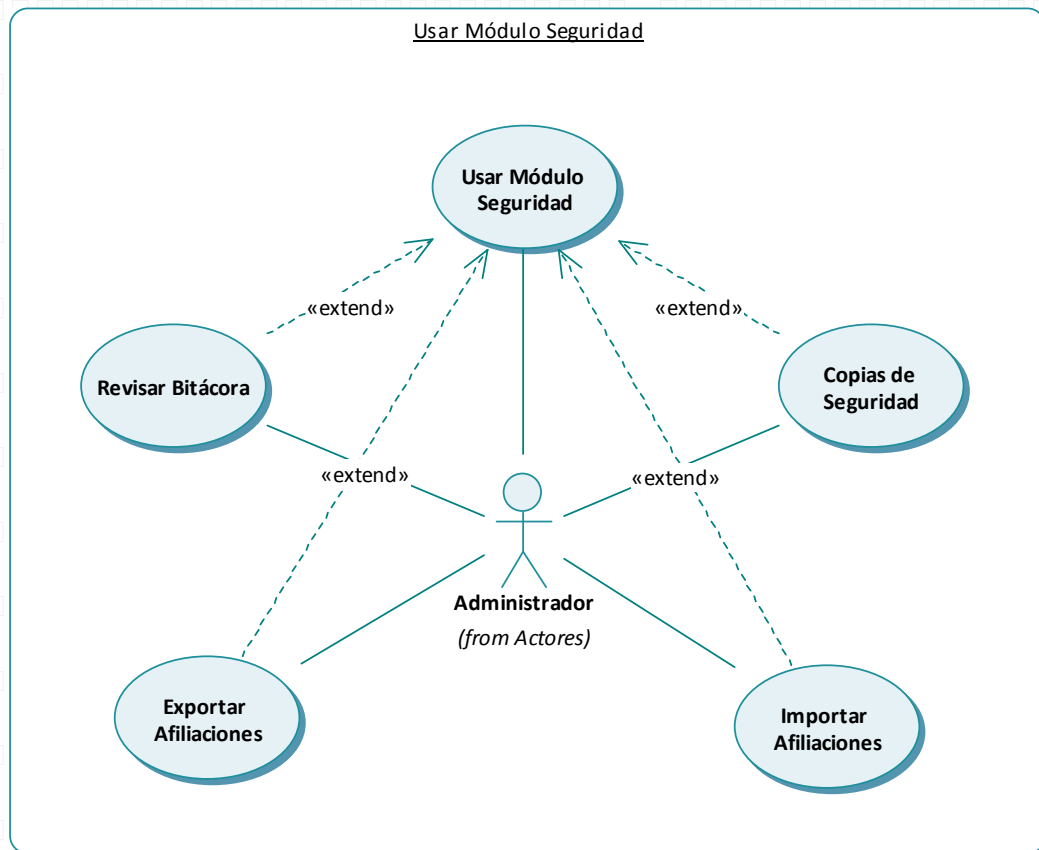 Usar Módulo Seguridad
Usar Módulo
Seguridad
«extend»
«extend»
Revisar Bitácora
Copias de
Seguridad
«extend»
«extend»
Administrador
(from Actores)
Exportar
Afiliaciones
Importar
Afiliaciones